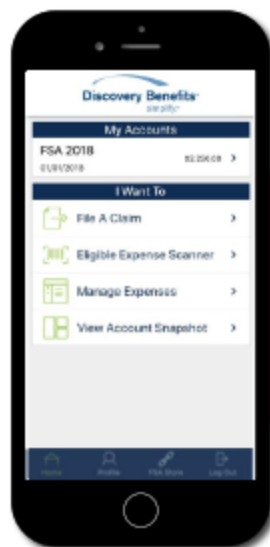 Discovery Benefits
simplify
My Accounts
FSA 2018
01/01/2018
I Want To
File A Claim
Eligible Expense Scanner
Manage Expenses
View Account Snapshot
Home
Profile
FSA Store
Log Out